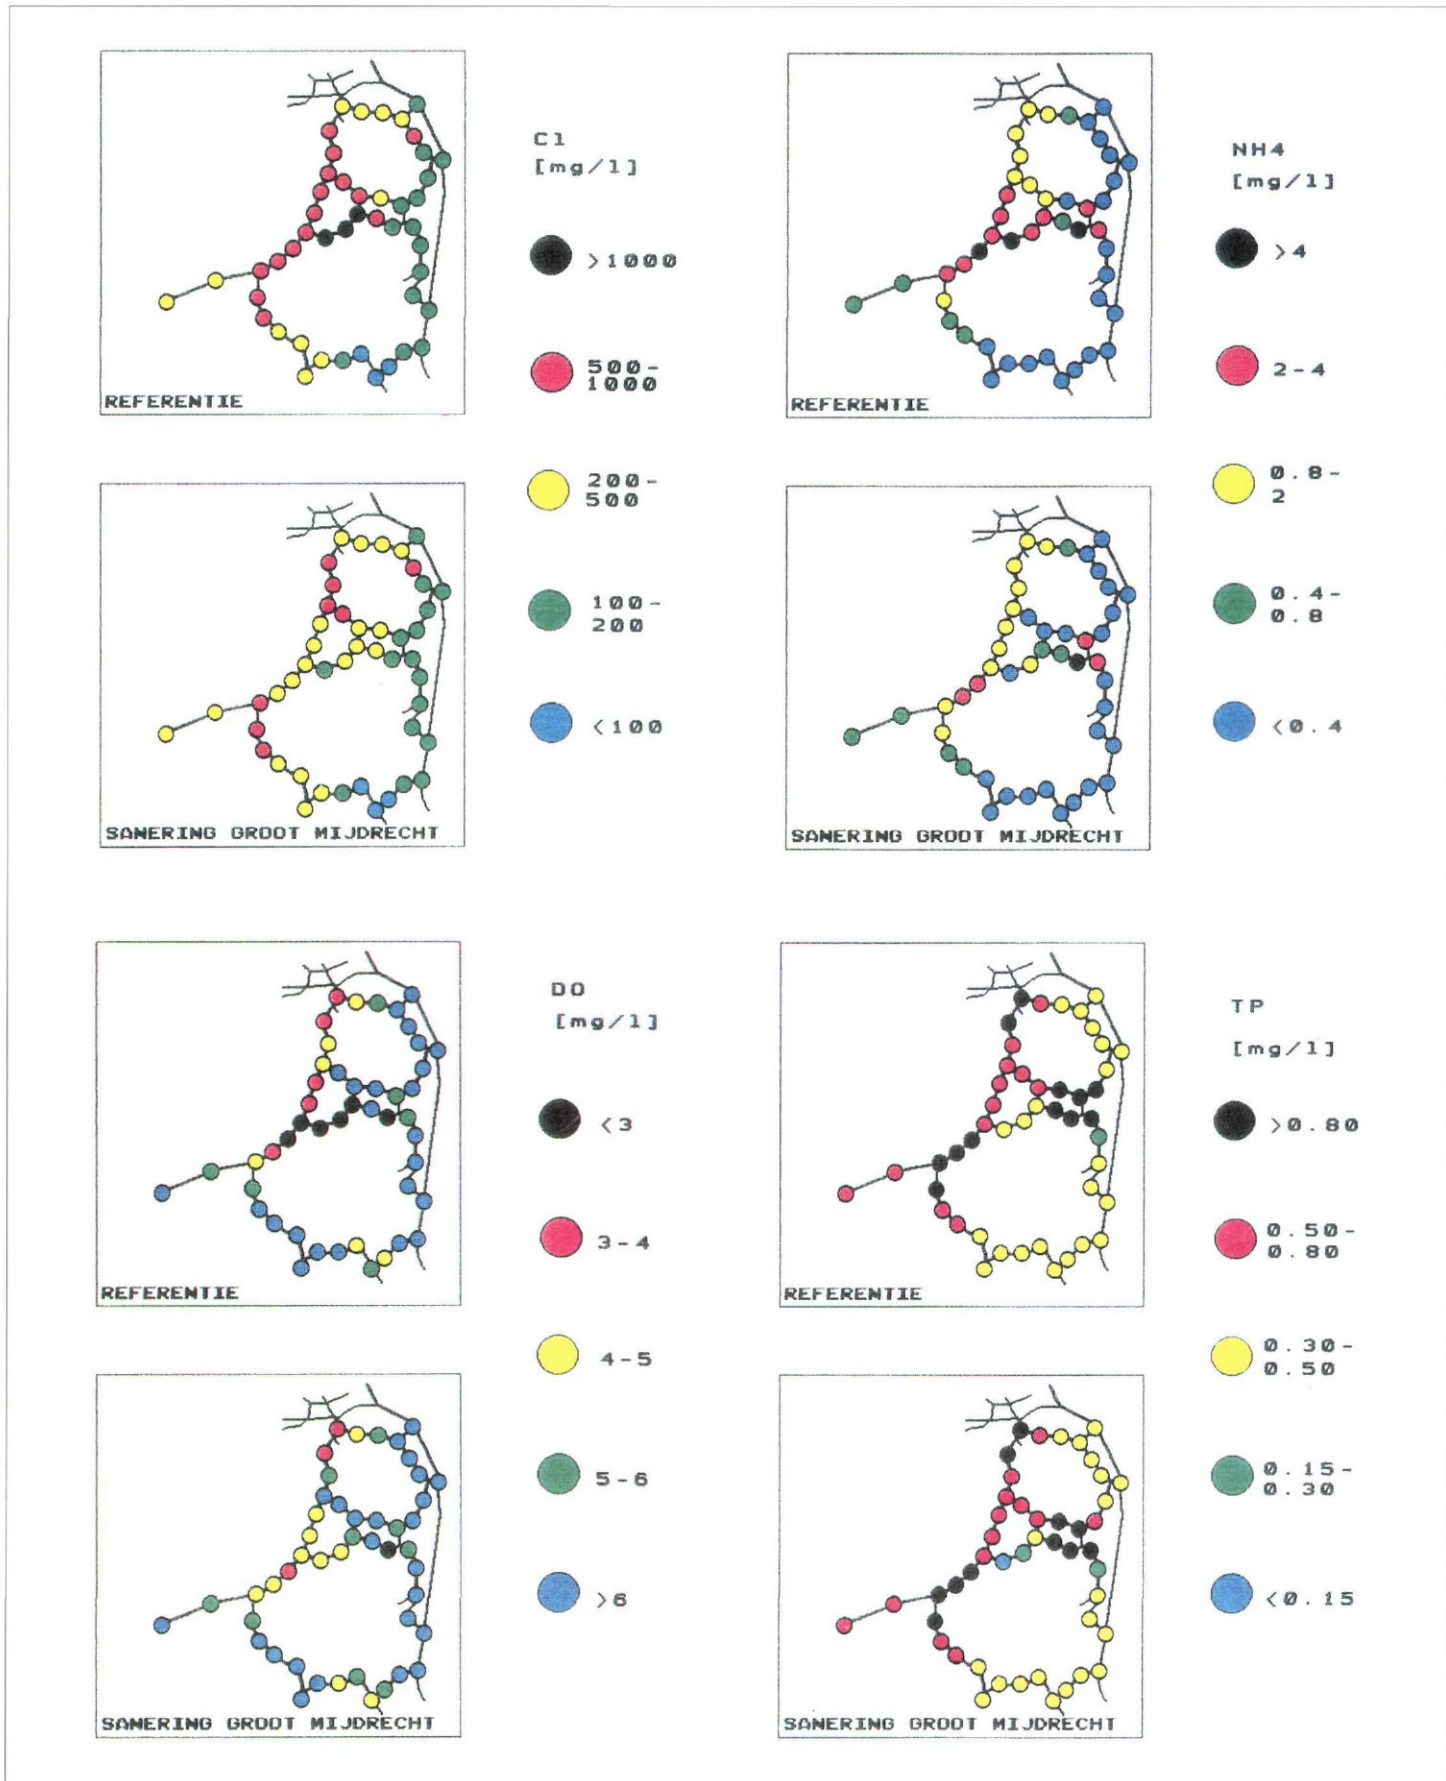 Cl
[mg/l]
>1000
500-
1000
200-
500
100-
200
<100
REFERENTIE
SANERING GROOT MIJDRECHT
NH4
[mg/l]
>4
2-4
0.8-
2
0.4-
0.8
<0.4
REFERENTIE
SANERING GROOT MIJDRECHT
DO
[mg/l]
<3
3-4
4-5
5-6
>6
REFERENTIE
SANERING GROOT MIJDRECHT
TP
[mg/l]
>0.80
0.50-
0.80
0.30-
0.50
0.15-
0.30
<0.15
REFERENTIE
SANERING GROOT MIJDRECHT